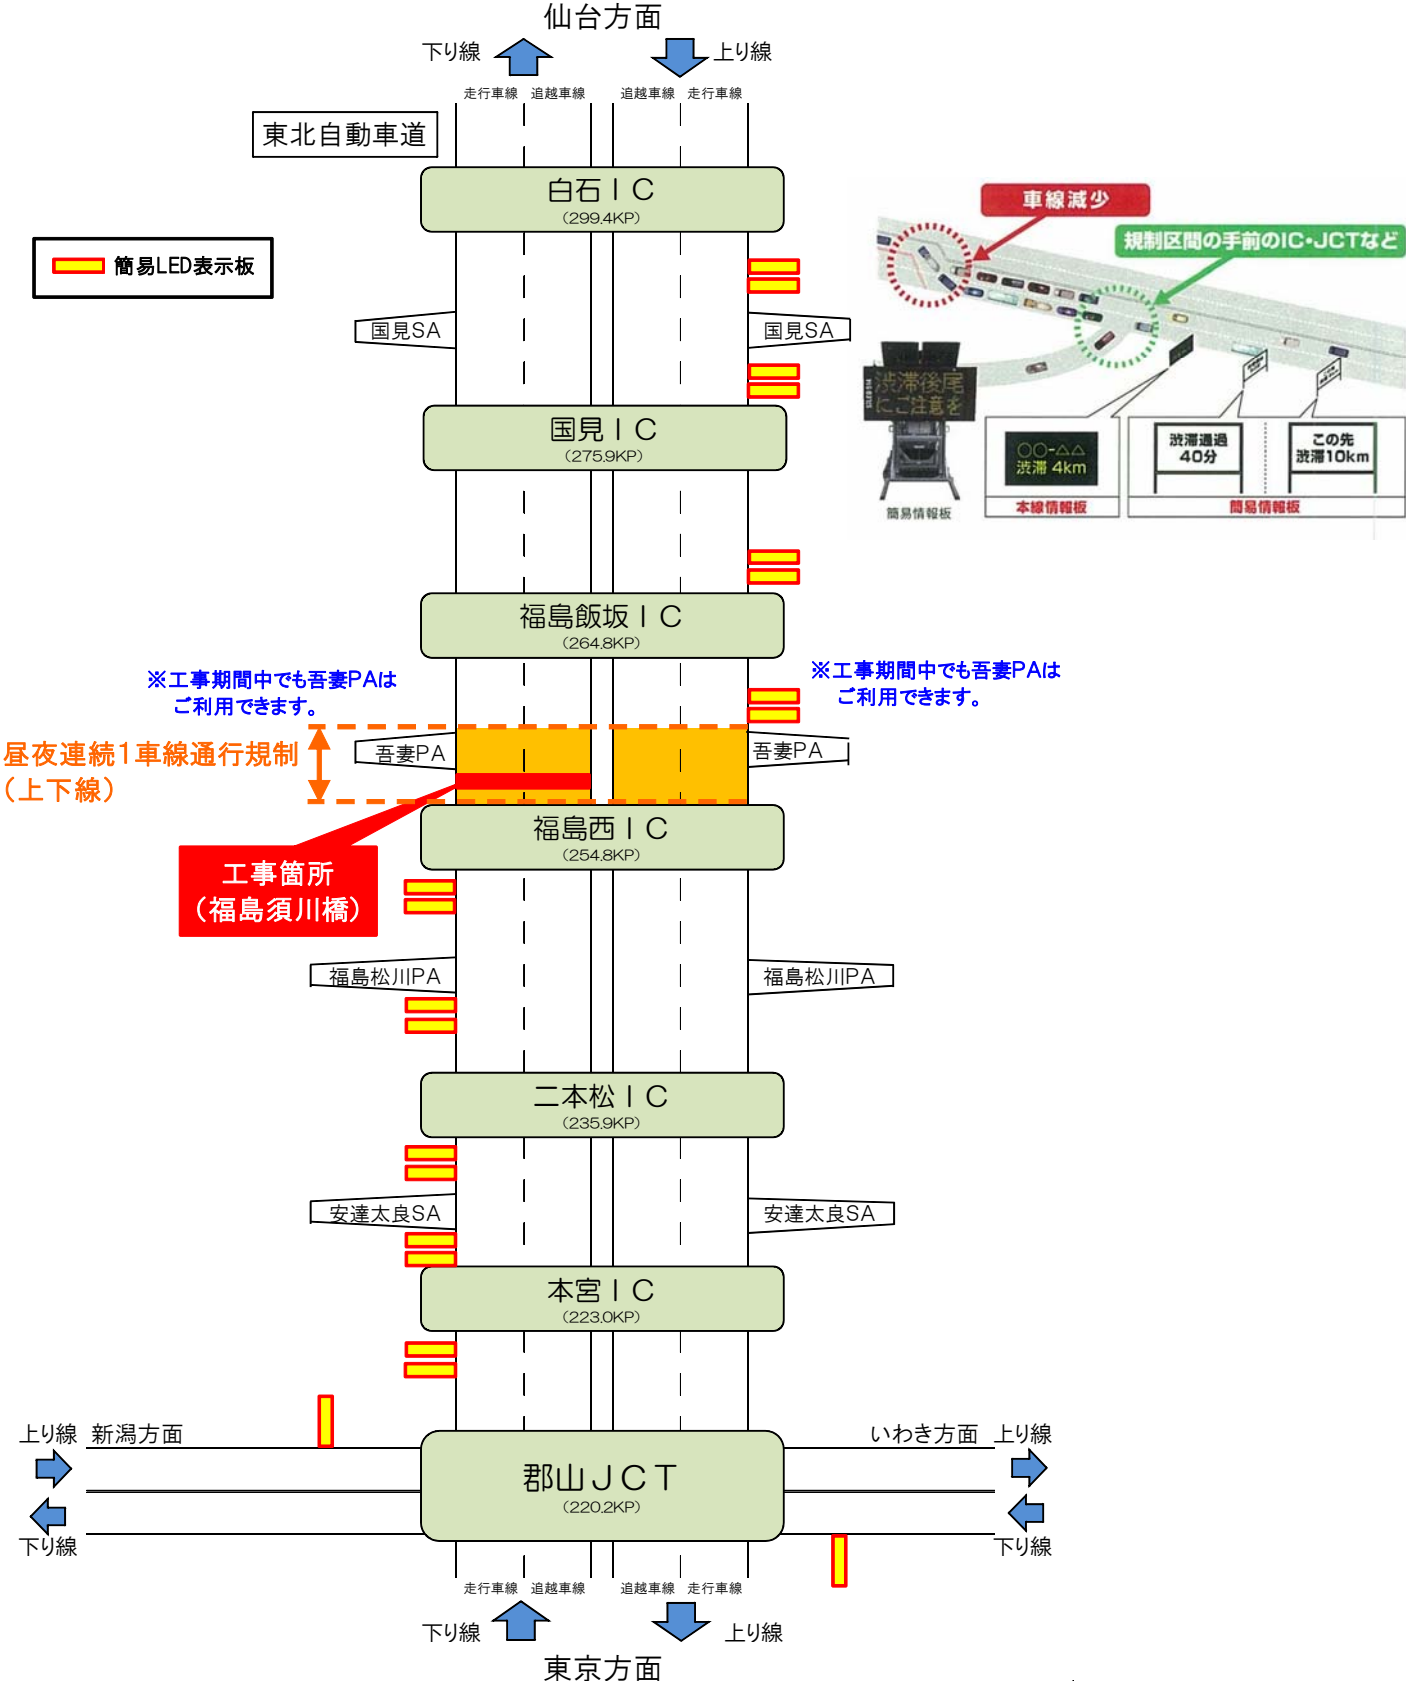 仙台方面
下り線
上り線
走行車線 追越車線
追越車線 走行車線
東北自動車道
白石IC
(299.4KP)
車線減少
規制区間の手前のIC・JCTなど
簡易LED表示板
国見SA
国見SA
渋滞後尾
にご注意を
簡易情報板
○○-△△
渋滞 4km
本線情報板
渋滞通過
40分
この先
渋滞10km
簡易情報板
国見IC
(275.9KP)
福島飯坂IC
(264.8KP)
※工事期間中でも吾妻PAは
ご利用できます。
※工事期間中でも吾妻PAは
ご利用できます。
昼夜連続1車線通行規制
(上下線)
吾妻PA
吾妻PA
福島西IC
(254.8KP)
工事箇所
(福島須川橋)
福島松川PA
福島松川PA
二本松IC
(235.9KP)
安達太良SA
安達太良SA
本宮IC
(223.0KP)
上り線 新潟方面
いわき方面 上り線
郡山JCT
(220.2KP)
下り線
下り線
走行車線 追越車線
追越車線 走行車線
下り線
上り線
東京方面